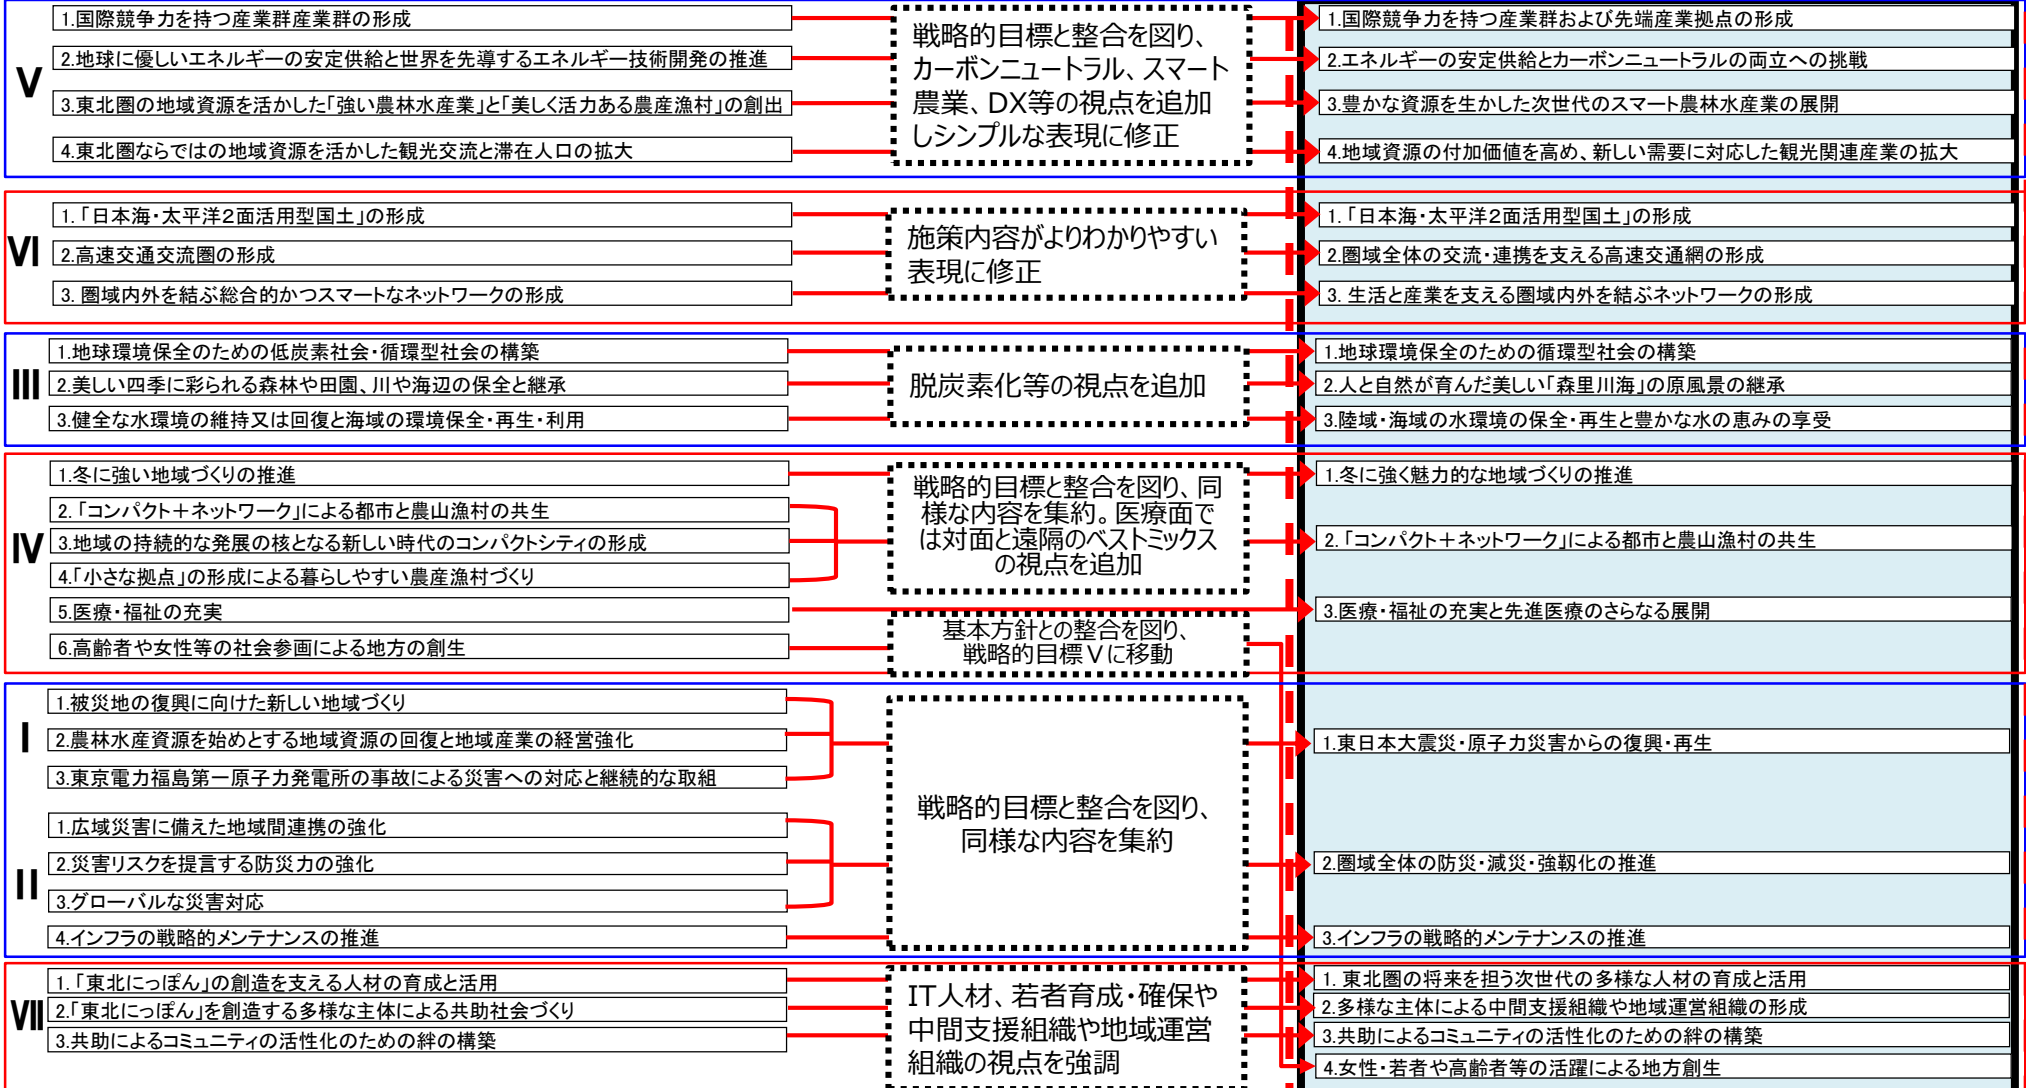 Ⅴ
1.国際競争力を持つ産業群産業群の形成
2.地球に優しいエネルギーの安定供給と世界を先導するエネルギー技術開発の推進
3.東北圏の地域資源を活かした「強い農林水産業」と「美しく活力ある農産漁村」の創出
4.東北圏ならではの地域資源を活かした観光交流と滞在人口の拡大
戦略的目標と整合を図り、
カーボンニュートラル、スマート
農業、DX等の視点を追加
しシンプルな表現に修正
1.国際競争力を持つ産業群および先端産業拠点の形成
2.エネルギーの安定供給とカーボンニュートラルの両立への挑戦
3.豊かな資源を生かした次世代のスマート農林水産業の展開
4.地域資源の付加価値を高め、新しい需要に対応した観光関連産業の拡大
Ⅵ
1.「日本海・太平洋２面活用型国土」の形成
2.高速交通交流圏の形成
3. 圏域内外を結ぶ総合的かつスマートなネットワークの形成
施策内容がよりわかりやすい
表現に修正
1.「日本海・太平洋２面活用型国土」の形成
2.圏域全体の交流・連携を支える高速交通網の形成
3. 生活と産業を支える圏域内外を結ぶネットワークの形成
Ⅲ
1.地球環境保全のための低炭素社会・循環型社会の構築
2.美しい四季に彩られる森林や田園、川や海辺の保全と継承
3.健全な水環境の維持又は回復と海域の環境保全・再生・利用
脱炭素化等の視点を追加
1.地球環境保全のための循環型社会の構築
2.人と自然が育んだ美しい「森里川海」の原風景の継承
3.陸域・海域の水環境の保全・再生と豊かな水の恵みの享受
Ⅳ
1.冬に強い地域づくりの推進
2.「コンパクト＋ネットワーク」による都市と農山漁村の共生
3.地域の持続的な発展の核となる新しい時代のコンパクトシティの形成
4.「小さな拠点」の形成による暮らしやすい農産漁村づくり
5.医療・福祉の充実
6.高齢者や女性等の社会参画による地方の創生
戦略的目標と整合を図り、同
様な内容を集約。医療面で
は対面と遠隔のベストミックス
の視点を追加
基本方針との整合を図り、
戦略的目標Ⅴに移動
1.冬に強く魅力的な地域づくりの推進
2.「コンパクト＋ネットワーク」による都市と農山漁村の共生
3.医療・福祉の充実と先進医療のさらなる展開
Ⅰ
1.被災地の復興に向けた新しい地域づくり
2.農林水産資源を始めとする地域資源の回復と地域産業の経営強化
3.東京電力福島第一原子力発電所の事故による災害への対応と継続的な取組
Ⅱ
1.広域災害に備えた地域間連携の強化
2.災害リスクを提言する防災力の強化
3.グローバルな災害対応
4.インフラの戦略的メンテナンスの推進
戦略的目標と整合を図り、
同様な内容を集約
1.東日本大震災・原子力災害からの復興・再生
2.圏域全体の防災・減災・強靱化の推進
3.インフラの戦略的メンテナンスの推進
Ⅶ
1.「東北にっぽん」の創造を支える人材の育成と活用
2.「東北にっぽん」を創造する多様な主体による共助社会づくり
3.共助によるコミュニティの活性化のための絆の構築
IT人材、若者育成・確保や
中間支援組織や地域運営
組織の視点を強調
1. 東北圏の将来を担う次世代の多様な人材の育成と活用
2.多様な主体による中間支援組織や地域運営組織の形成
3.共助によるコミュニティの活性化のための絆の構築
4.女性・若者や高齢者等の活躍による地方創生